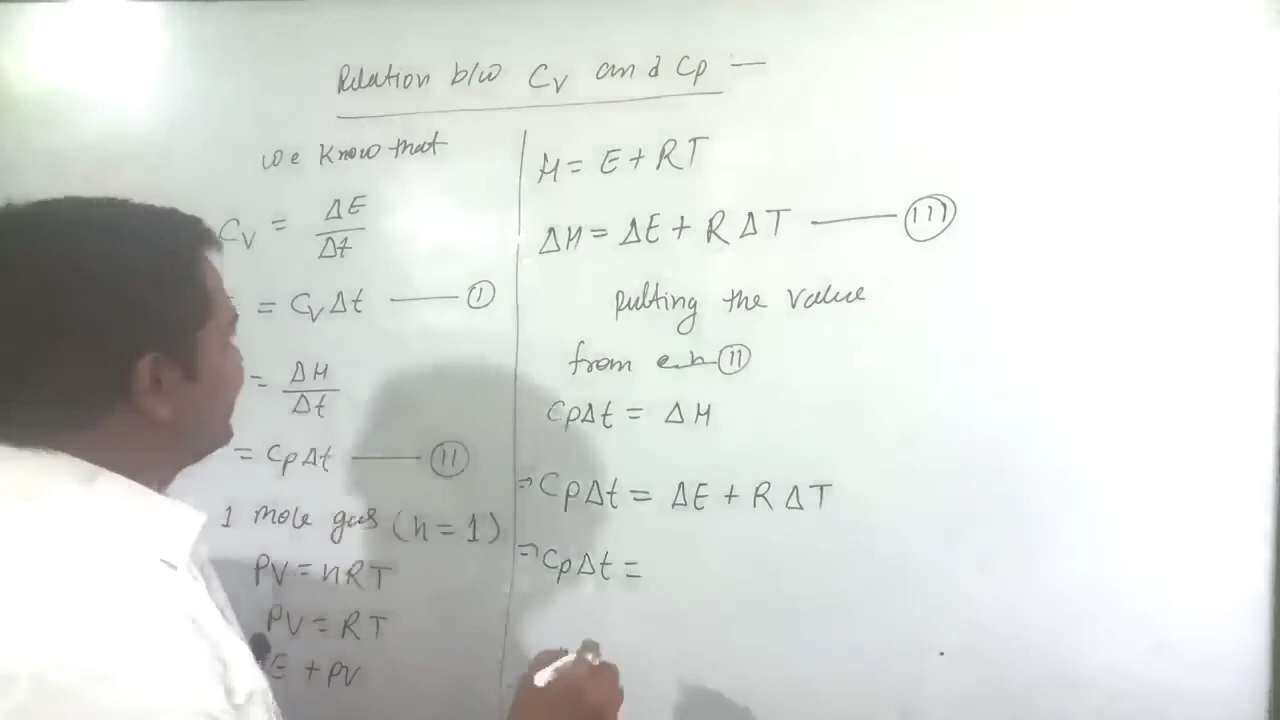 Relation b/w Cv and Cp —
we know that
Cv = ΔE/Δt
= CvΔt —— (I)
= ΔH/Δt
= CpΔt —— (II)
1 mole gas (n=1)
PV = nRT
PV = RT
E + PV
H = E + RT
ΔH = ΔE + RΔT —— (III)
Putting the value
from (II)
CpΔt = ΔH
⇒ CpΔt = ΔE + RΔT
⇒ CpΔt =